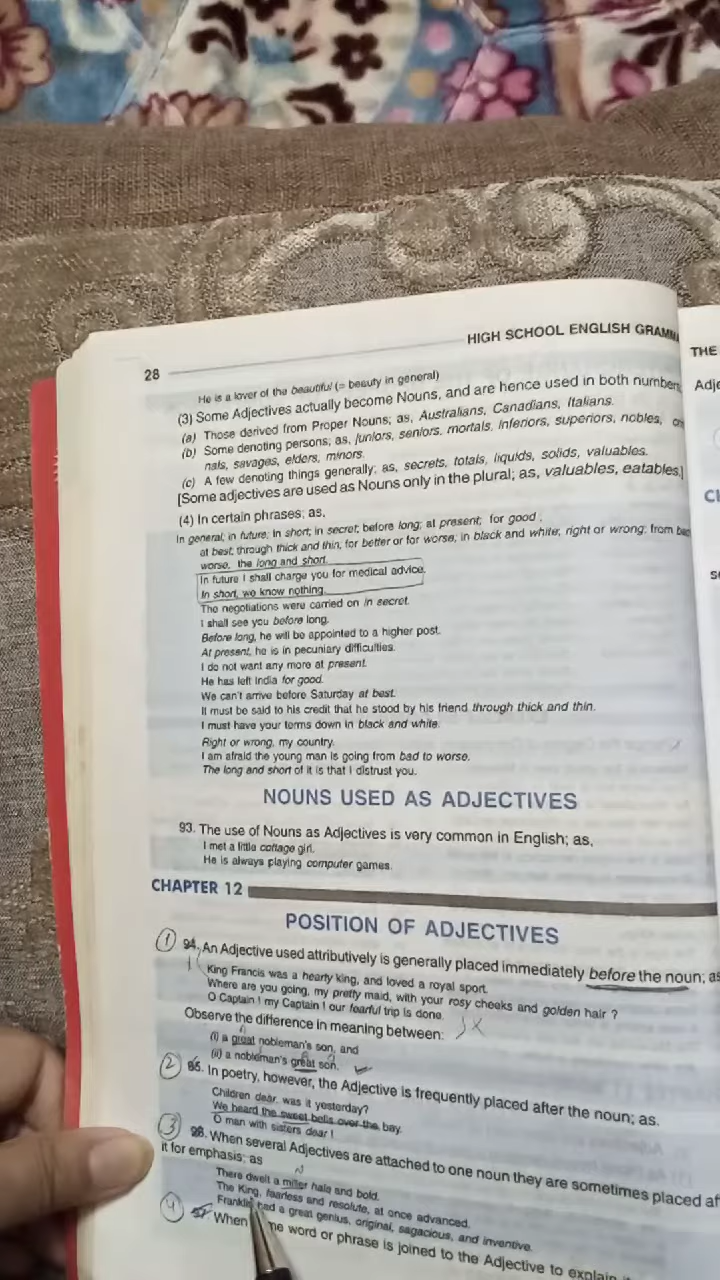 28
HIGH SCHOOL ENGLISH GRAMMA
He is a lover of the beautiful (= beauty in general)
(3) Some Adjectives actually become Nouns, and are hence used in both number
(a) Those derived from Proper Nouns; as, Australians, Canadians, Italians.
(b) Some denoting persons; as, juniors, seniors, mortals, inferiors, superiors, nobles,
nals, savages, elders, minors.
(c) A few denoting things generally; as, secrets, totals, liquids, solids, valuables.
[Some adjectives are used as Nouns only in the plural; as, valuables, eatables.]
(4) In certain phrases; as,
In general; in future; in short; in secret; before long; at present; for good ;
at best; through thick and thin; for better or for worse; in black and white; right or wrong; from bad
worse, the long and short.
In future I shall charge you for medical advice.
In short, we know nothing.
The negotiations were carried on in secret.
I shall see you before long.
Before long, he will be appointed to a higher post.
At present, he is in pecuniary difficulties.
I do not want any more at present.
He has left India for good.
We can't arrive before Saturday at best.
It must be said to his credit that he stood by his friend through thick and thin.
I must have your terms down in black and white.
Right or wrong, my country.
I am afraid the young man is going from bad to worse.
The long and short of it is that I distrust you.
NOUNS USED AS ADJECTIVES
93. The use of Nouns as Adjectives is very common in English; as,
I met a little cottage girl.
He is always playing computer games.
CHAPTER 12
POSITION OF ADJECTIVES
1 94. An Adjective used attributively is generally placed immediately before the noun; as
King Francis was a hearty king, and loved a royal sport.
Where are you going, my pretty maid, with your rosy cheeks and golden hair ?
O Captain ! my Captain ! our fearful trip is done.
Observe the difference in meaning between:
(i) a great nobleman's son, and
(ii) a nobleman's great son.
2 95. In poetry, however, the Adjective is frequently placed after the noun; as.
Children dear, was it yesterday?
We heard the sweet bells over the bay.
O man with sisters dear !
3 96. When several Adjectives are attached to one noun they are sometimes placed af
it for emphasis; as
There dwelt a miller hale and bold.
The King, fearless and resolute, at once advanced.
Franklin had a great genius, original, sagacious, and inventive.
4 When me word or phrase is joined to the Adjective to explain
THE
Adje